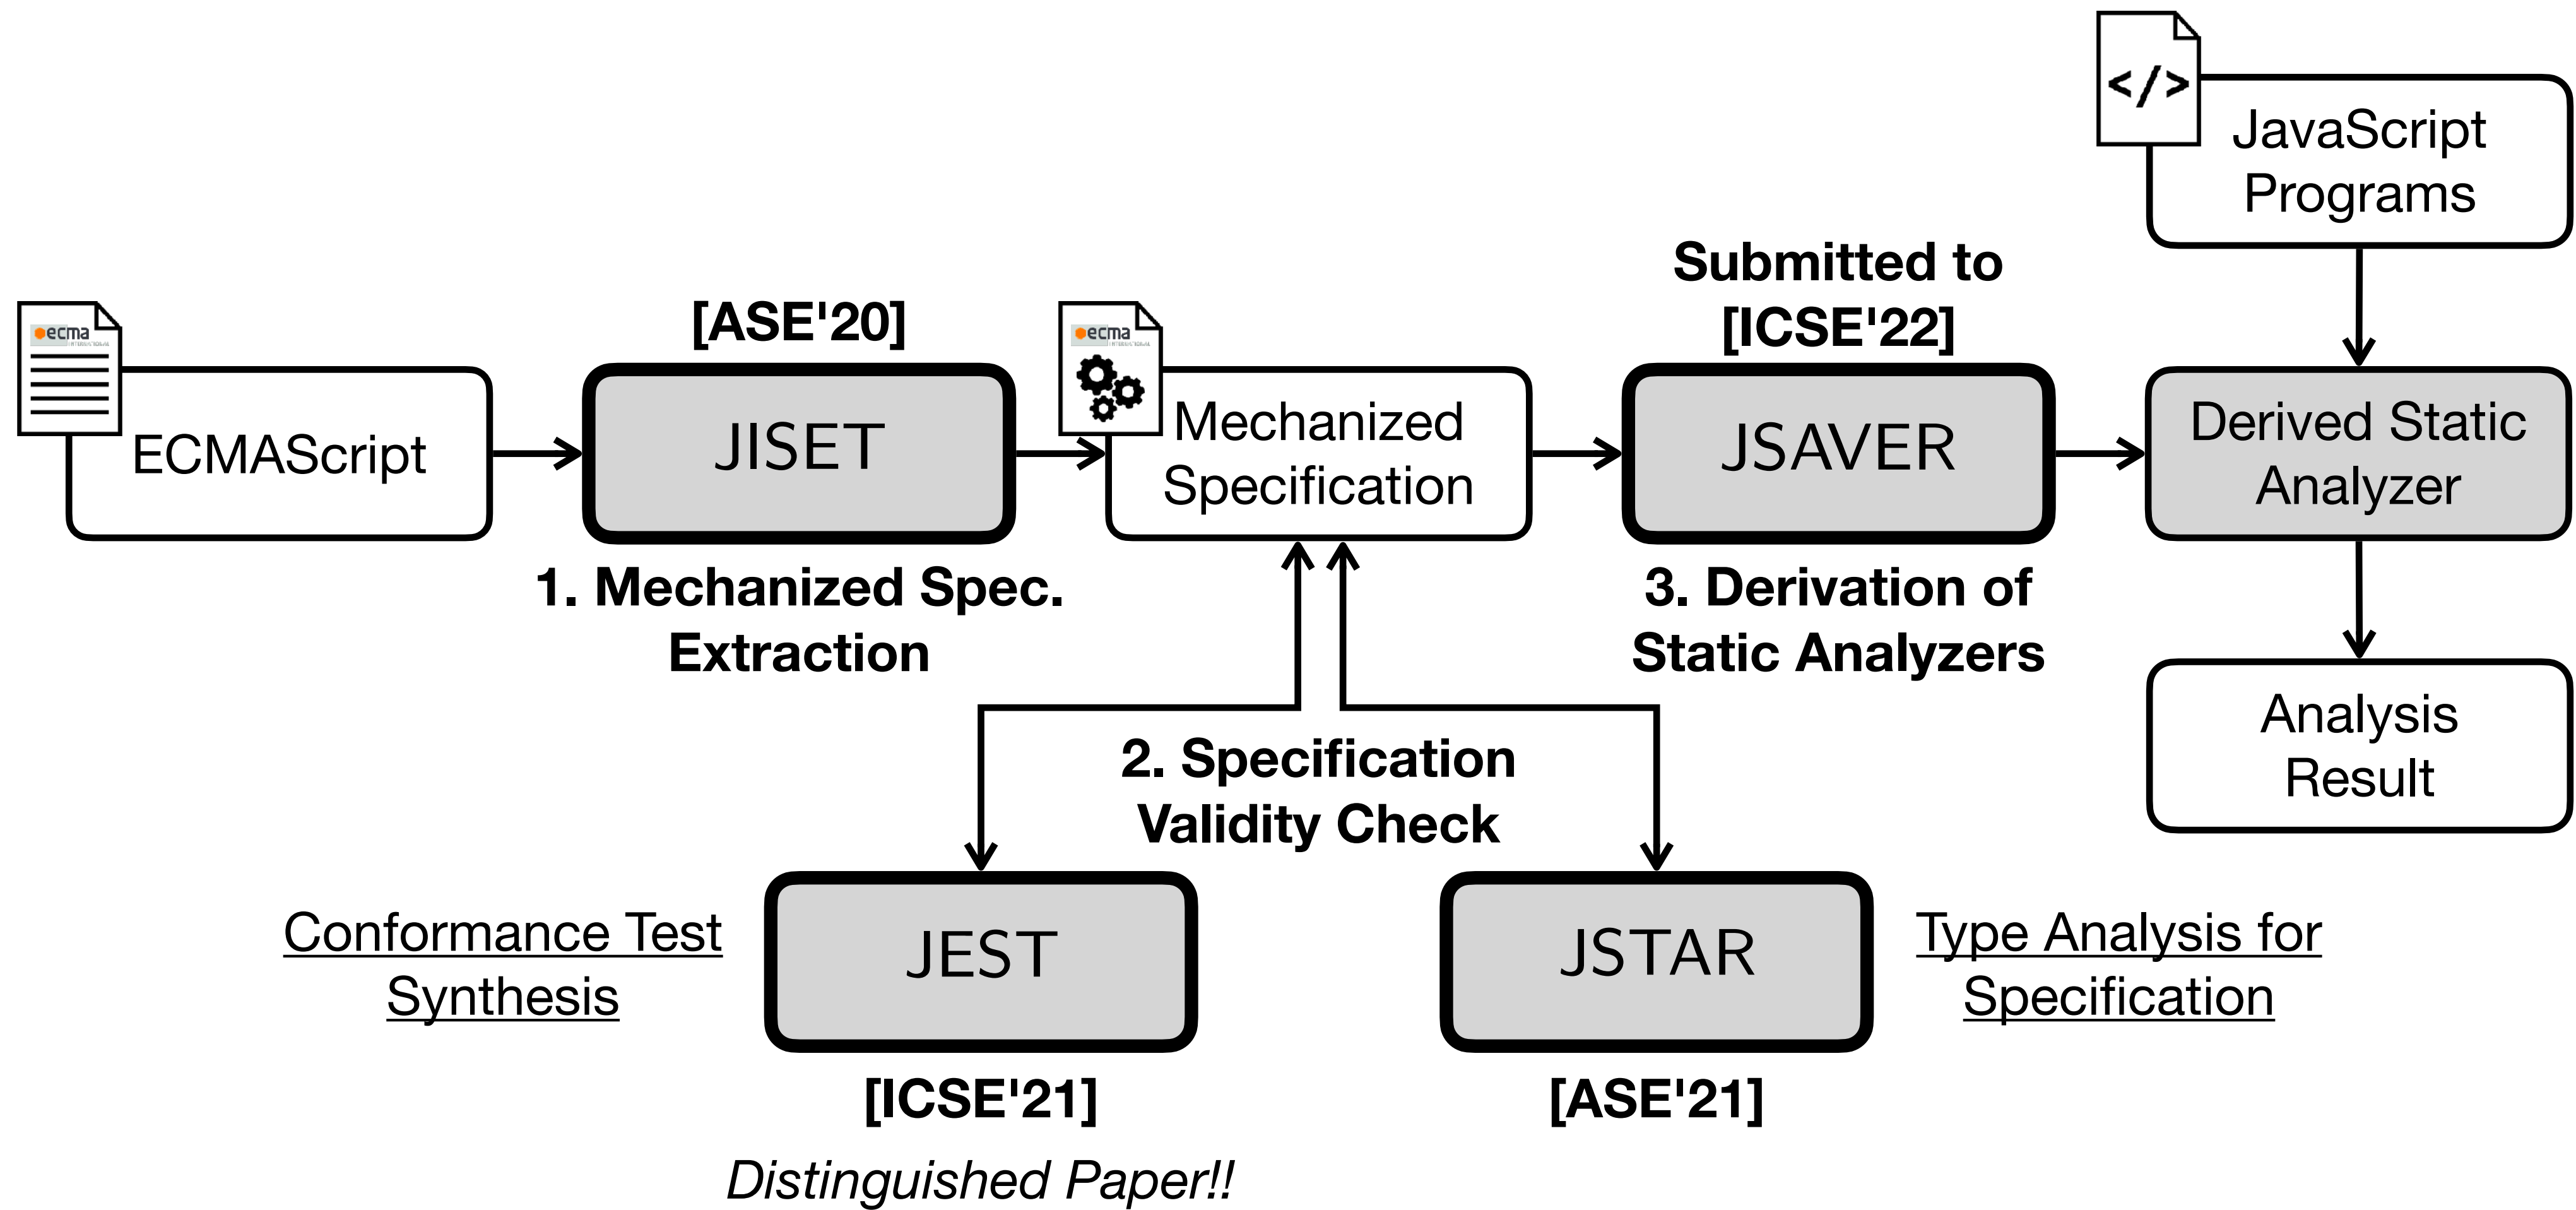 </>
JavaScript
Programs
Submitted to
[ICSE'22]
[ASE'20]
ecma
ecma
ECMAScript
JISET
Mechanized
Specification
JSAVER
Derived Static
Analyzer
1. Mechanized Spec.
Extraction
3. Derivation of
Static Analyzers
Analysis
Result
2. Specification
Validity Check
Conformance Test
Synthesis
JEST
JSTAR
Type Analysis for
Specification
[ICSE'21]
[ASE'21]
Distinguished Paper!!